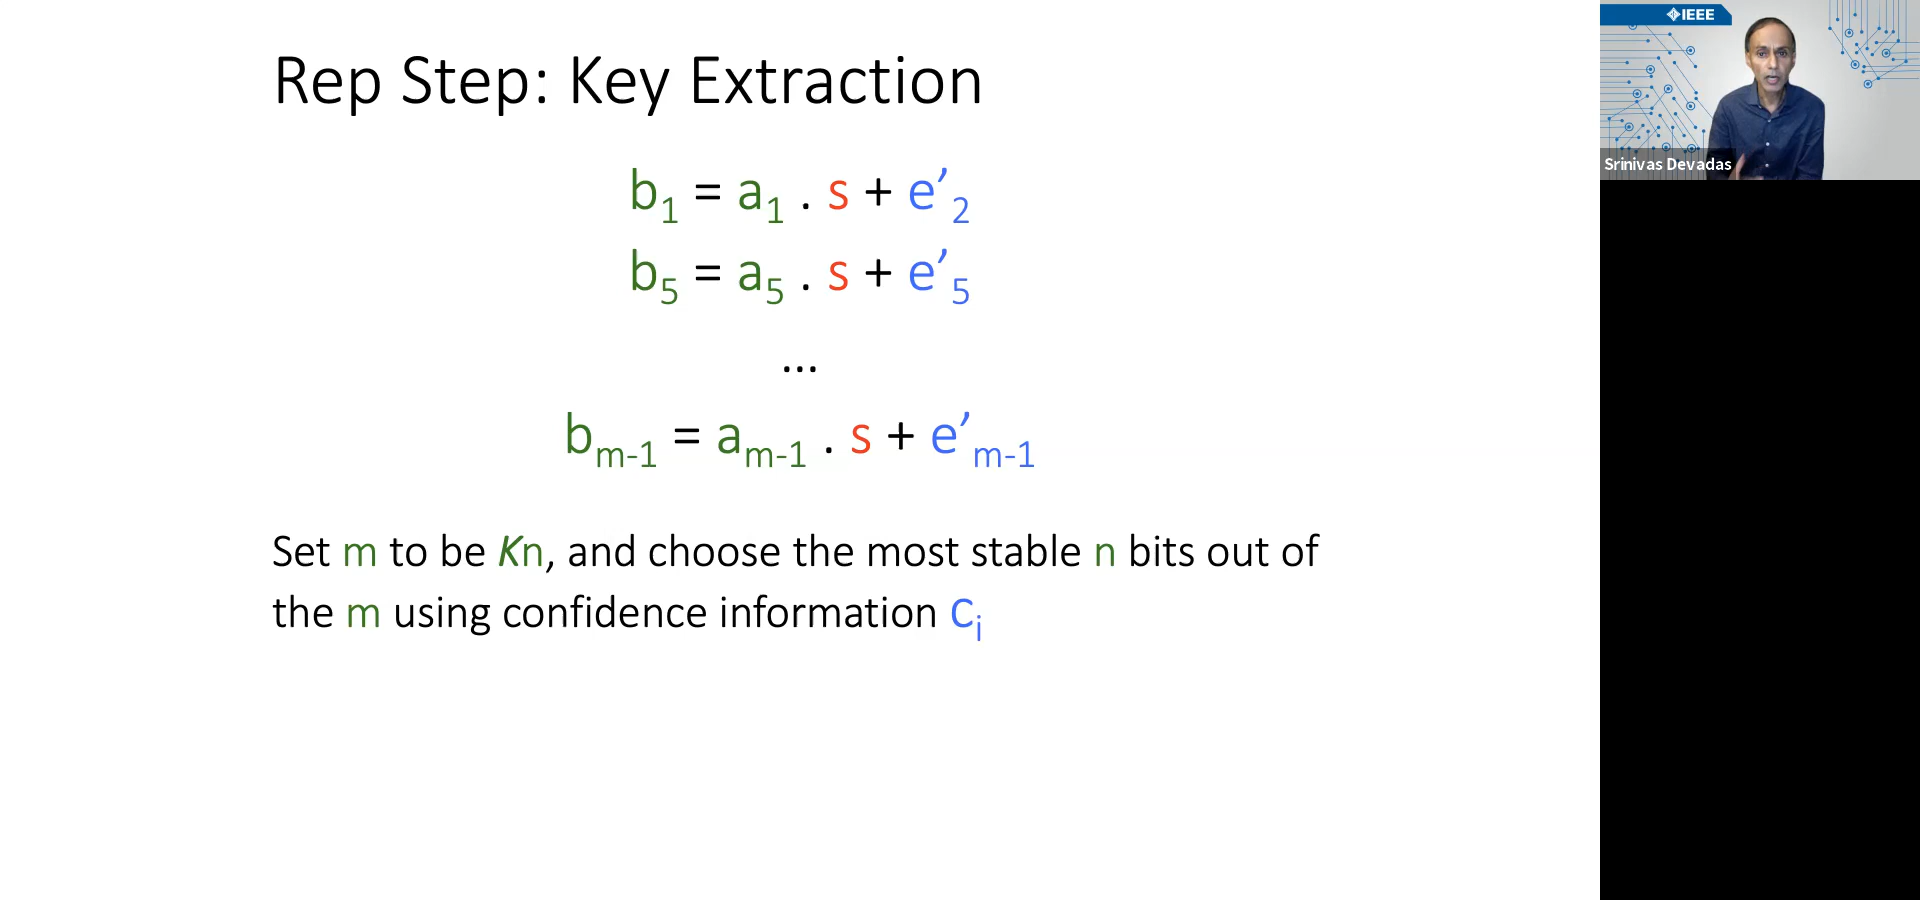 Rep Step: Key Extraction
b₁ = a₁ . s + e’₂
b₅ = a₅ . s + e’₅
...
bₘ₋₁ = aₘ₋₁ . s + e’ₘ₋₁
Set m to be Kn, and choose the most stable n bits out of
the m using confidence information Cᵢ
IEEE
Srinivas Devadas